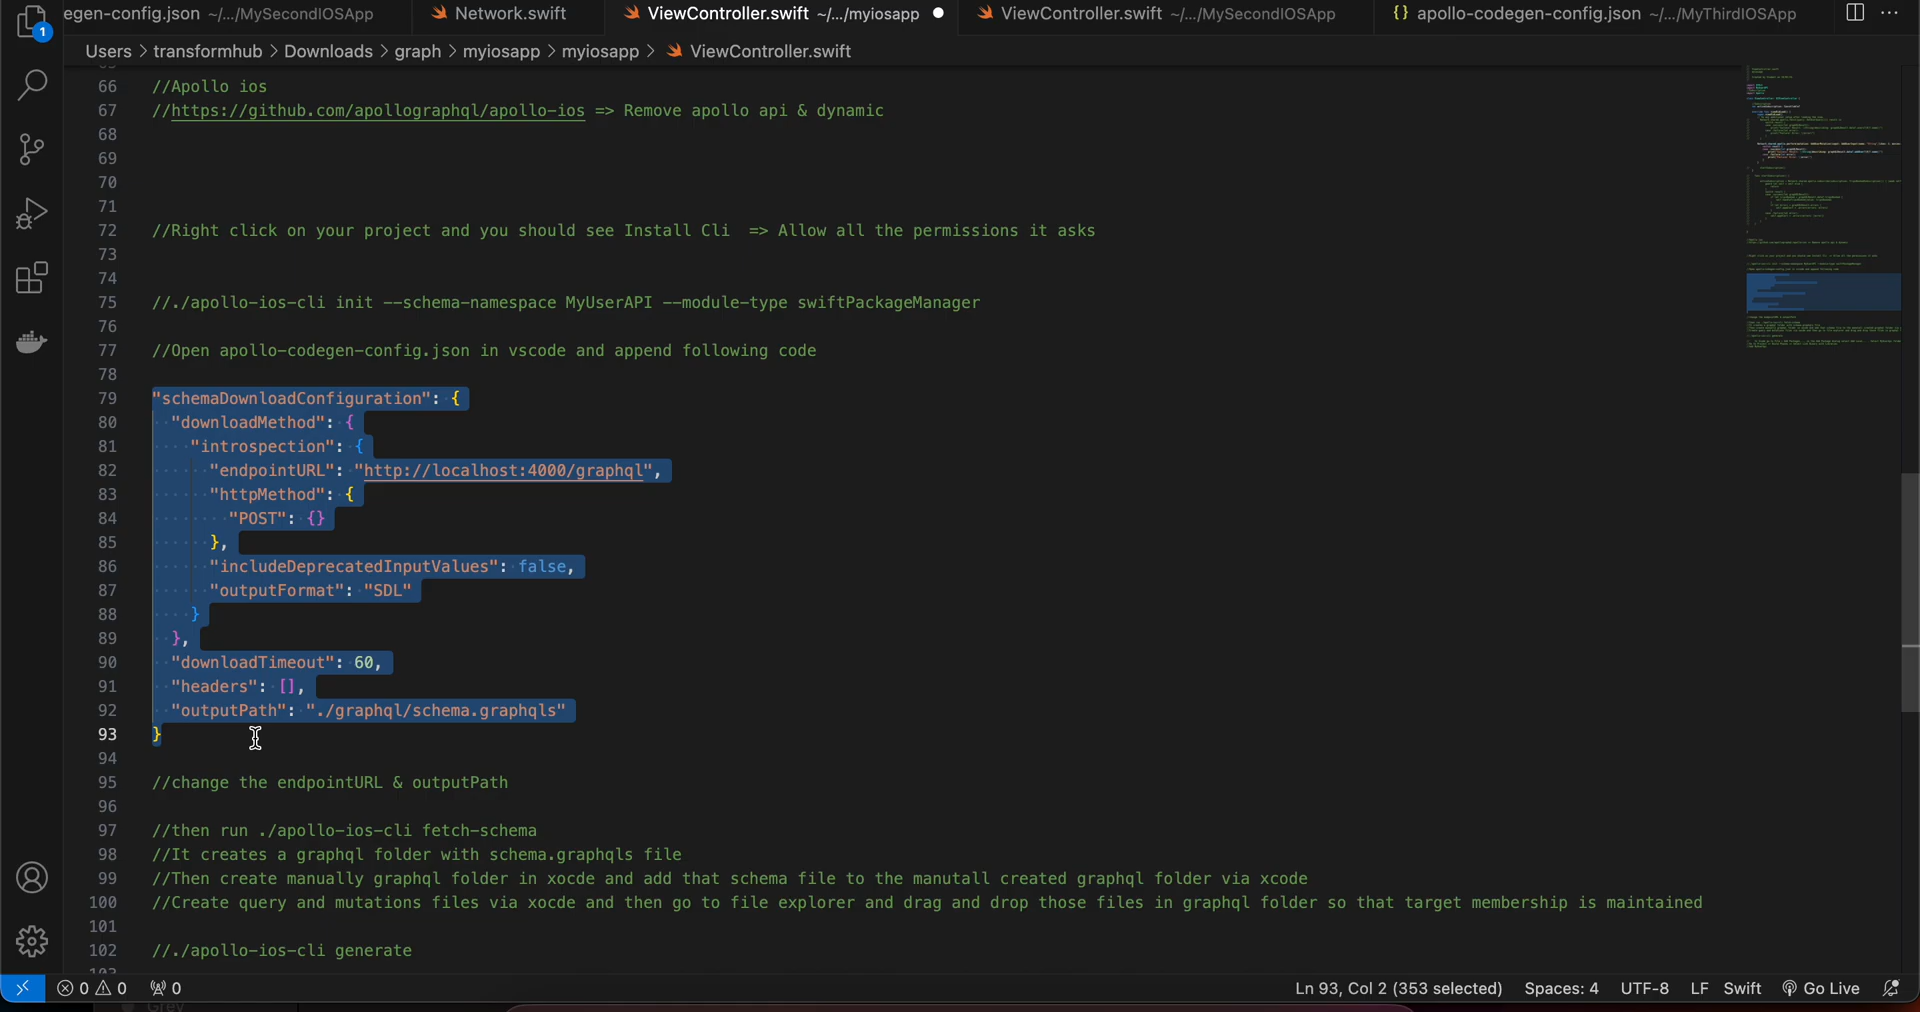 egen-config.json ~/.../MySecondIOSApp
Network.swift
ViewController.swift ~/.../myiosapp
ViewController.swift ~/.../MySecondIOSApp
{} apollo-codegen-config.json ~/.../MyThirdIOSApp
1
Users > transformhub > Downloads > graph > myiosapp > myiosapp > ViewController.swift
66 //Apollo ios
67 //https://github.com/apollographql/apollo-ios => Remove apollo api & dynamic
68
69
70
71
72 //Right click on your project and you should see Install Cli  => Allow all the permissions it asks
73
74
75 //./apollo-ios-cli init --schema-namespace MyUserAPI --module-type swiftPackageManager
76
77 //Open apollo-codegen-config.json in vscode and append following code
78
79 "schemaDownloadConfiguration": {
80 "downloadMethod": {
81 "introspection": {
82 "endpointURL": "http://localhost:4000/graphql",
83 "httpMethod": {
84 "POST": {}
85 },
86 "includeDeprecatedInputValues": false,
87 "outputFormat": "SDL"
88 }
89 },
90 "downloadTimeout": 60,
91 "headers": [],
92 "outputPath": "./graphql/schema.graphqls"
93 }
94
95 //change the endpointURL & outputPath
96
97 //then run ./apollo-ios-cli fetch-schema
98 //It creates a graphql folder with schema.graphqls file
99 //Then create manually graphql folder in xocde and add that schema file to the manutall created graphql folder via xcode
100 //Create query and mutations files via xocde and then go to file explorer and drag and drop those files in graphql folder so that target membership is maintained
101
102 //./apollo-ios-cli generate
0 0 0
Ln 93, Col 2 (353 selected) Spaces: 4 UTF-8 LF Swift Go Live
Grey